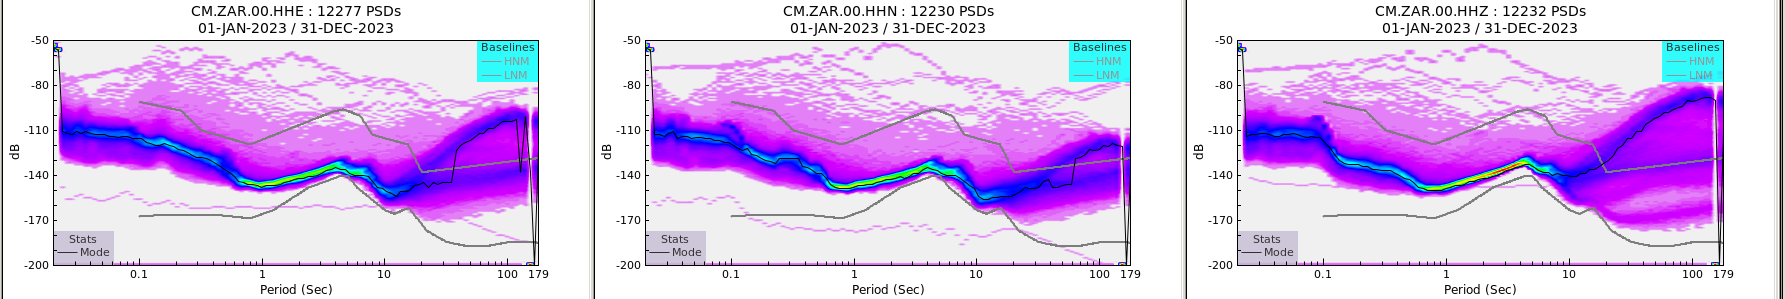 CM.ZAR.00.HHE : 12277 PSDs
01-JAN-2023 / 31-DEC-2023
-50
-80
-110
-140
-170
-200
dB
Baselines
HNM
LNM
Stats
Mode
0.1 1 10 100 179
Period (Sec)
CM.ZAR.00.HHN : 12230 PSDs
01-JAN-2023 / 31-DEC-2023
-50
-80
-110
-140
-170
-200
dB
Baselines
HNM
LNM
Stats
Mode
0.1 1 10 100 179
Period (Sec)
CM.ZAR.00.HHZ : 12232 PSDs
01-JAN-2023 / 31-DEC-2023
-50
-80
-110
-140
-170
-200
dB
Baselines
HNM
LNM
Stats
Mode
0.1 1 10 100 179
Period (Sec)